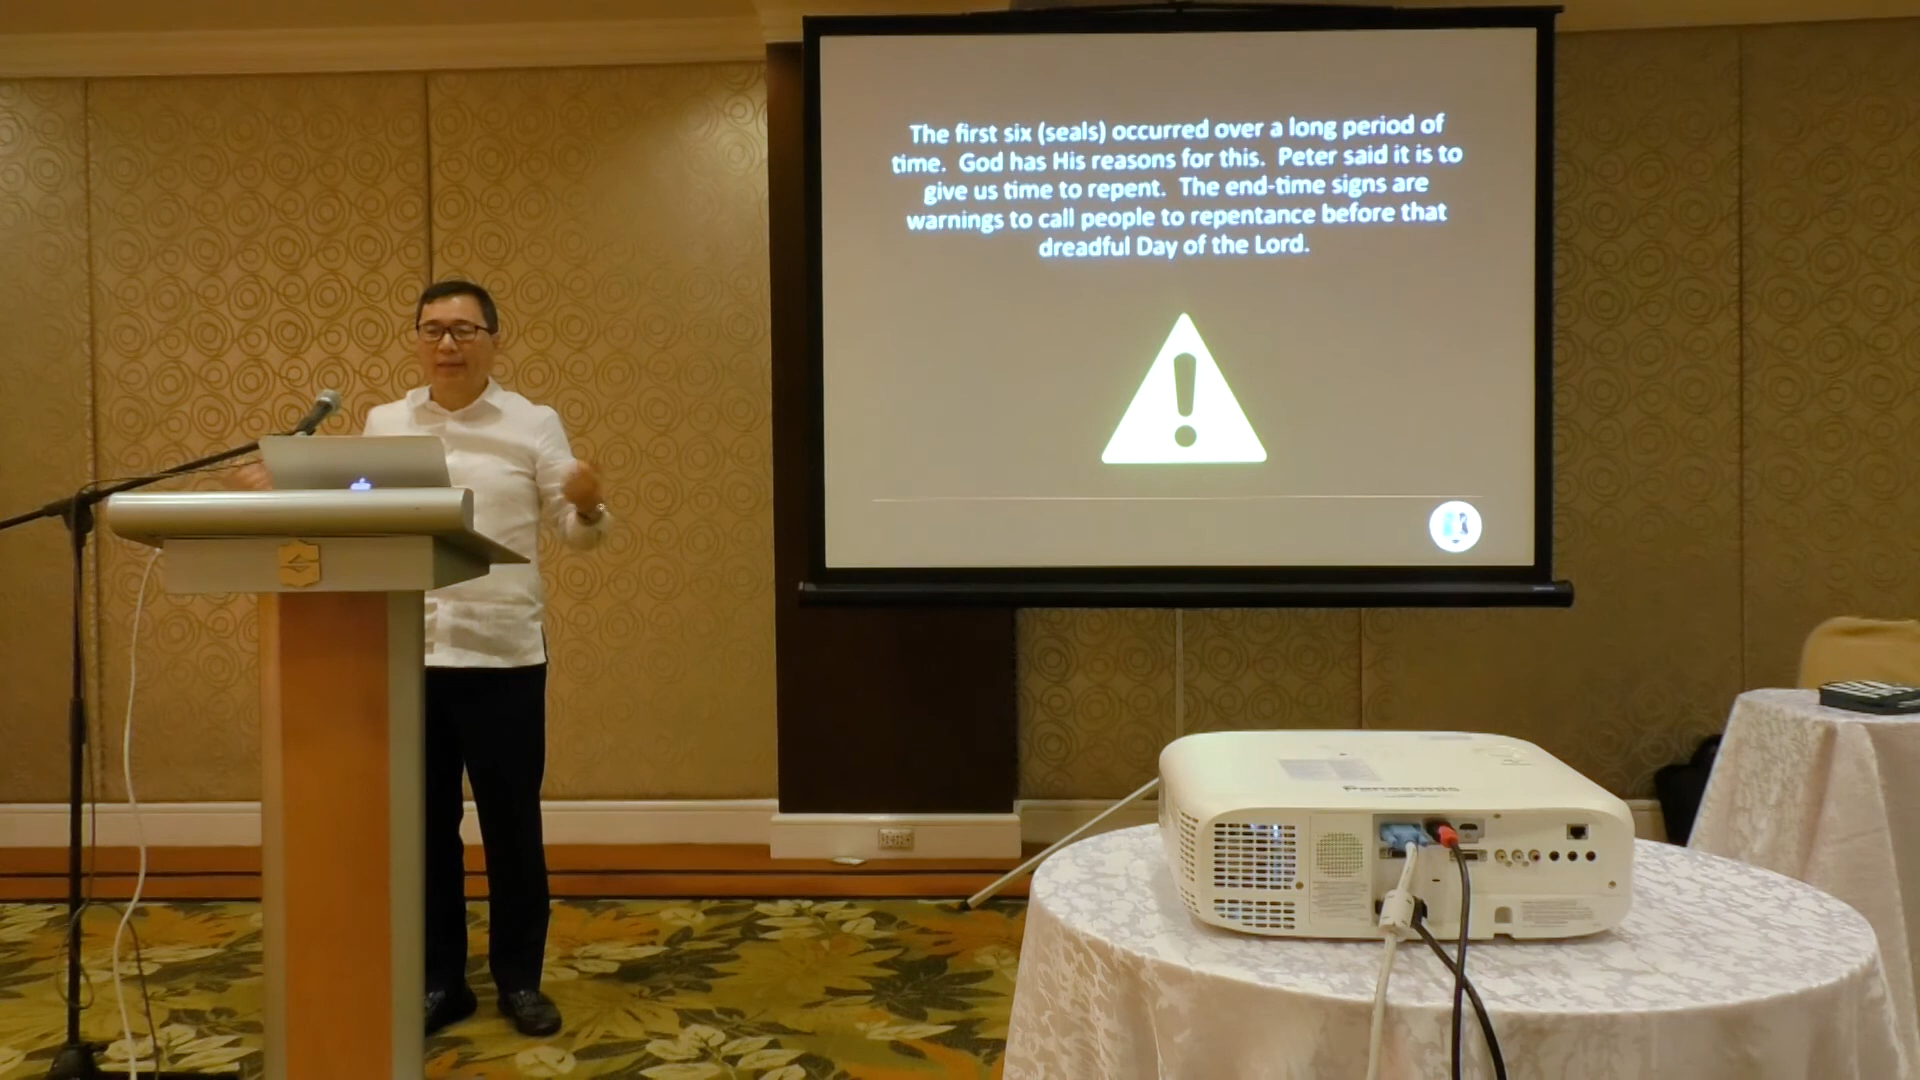 The first six (seals) occurred over a long period of
time.  God has His reasons for this.  Peter said it is to
give us time to repent.  The end-time signs are
warnings to call people to repentance before that
dreadful Day of the Lord.
Panasonic